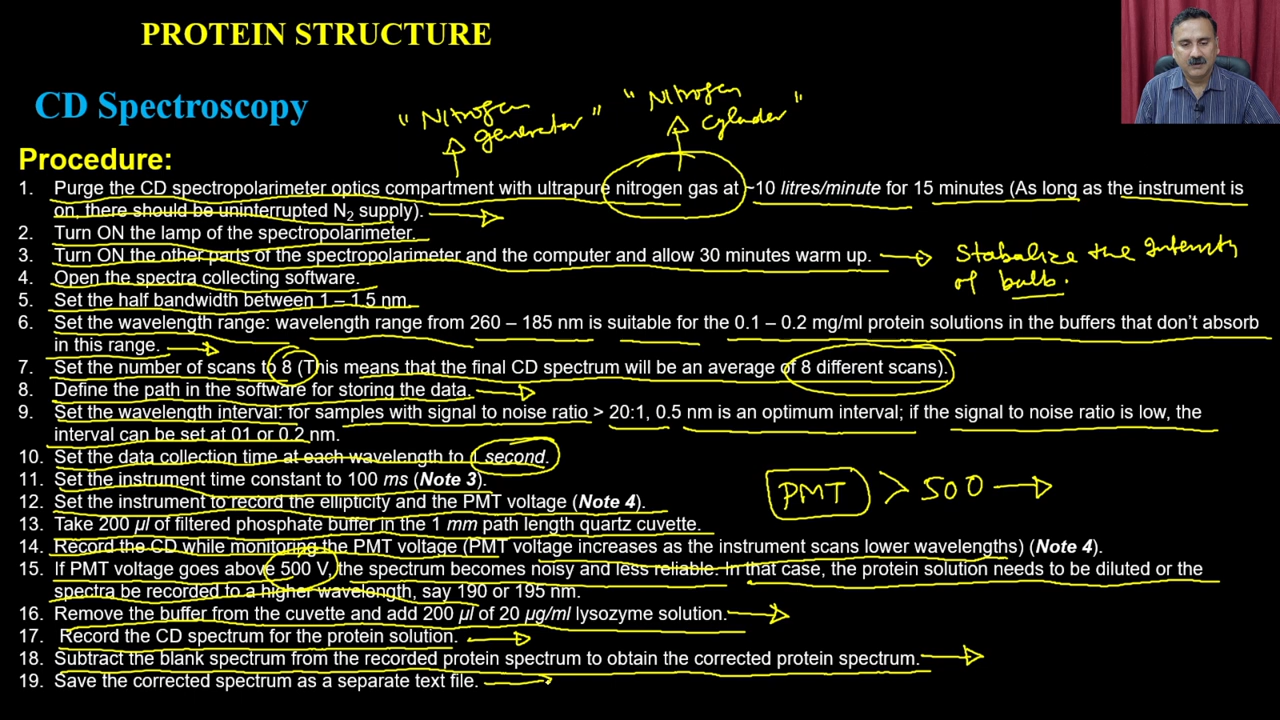 PROTEIN STRUCTURE
CD Spectroscopy
"Nitrogen generator"
"Nitrogen Cylinder"
Procedure:
1. Purge the CD spectropolarimeter optics compartment with ultrapure nitrogen gas at ~10 litres/minute for 15 minutes (As long as the instrument is
on, there should be uninterrupted N2 supply).
2. Turn ON the lamp of the spectropolarimeter.
3. Turn ON the other parts of the spectropolarimeter and the computer and allow 30 minutes warm up.
Stabalize the Intensity
of bulb.
4. Open the spectra collecting software.
5. Set the half bandwidth between 1 – 1.5 nm.
6. Set the wavelength range: wavelength range from 260 – 185 nm is suitable for the 0.1 – 0.2 mg/ml protein solutions in the buffers that don't absorb
in this range.
7. Set the number of scans to 8 (This means that the final CD spectrum will be an average of 8 different scans).
8. Define the path in the software for storing the data.
9. Set the wavelength interval: for samples with signal to noise ratio > 20:1, 0.5 nm is an optimum interval; if the signal to noise ratio is low, the
interval can be set at 01 or 0.2 nm.
10. Set the data collection time at each wavelength to 1 second.
11. Set the instrument time constant to 100 ms (Note 3).
12. Set the instrument to record the ellipticity and the PMT voltage (Note 4).
PMT > 500
13. Take 200 µl of filtered phosphate buffer in the 1 mm path length quartz cuvette.
14. Record the CD while monitoring the PMT voltage (PMT voltage increases as the instrument scans lower wavelengths) (Note 4).
15. If PMT voltage goes above 500 V, the spectrum becomes noisy and less reliable. In that case, the protein solution needs to be diluted or the
spectra be recorded to a higher wavelength, say 190 or 195 nm.
16. Remove the buffer from the cuvette and add 200 µl of 20 µg/ml lysozyme solution.
17. Record the CD spectrum for the protein solution.
18. Subtract the blank spectrum from the recorded protein spectrum to obtain the corrected protein spectrum.
19. Save the corrected spectrum as a separate text file.